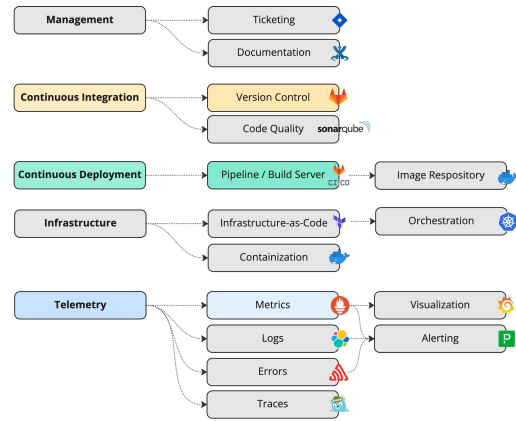 Management
Ticketing
Documentation
Continuous Integration
Version Control
Code Quality
sonarqube
Continuous Deployment
Pipeline / Build Server
CI CD
Image Respository
Infrastructure
Infrastructure-as-Code
Orchestration
Containization
Telemetry
Metrics
Visualization
Logs
Alerting
P
Errors
Traces